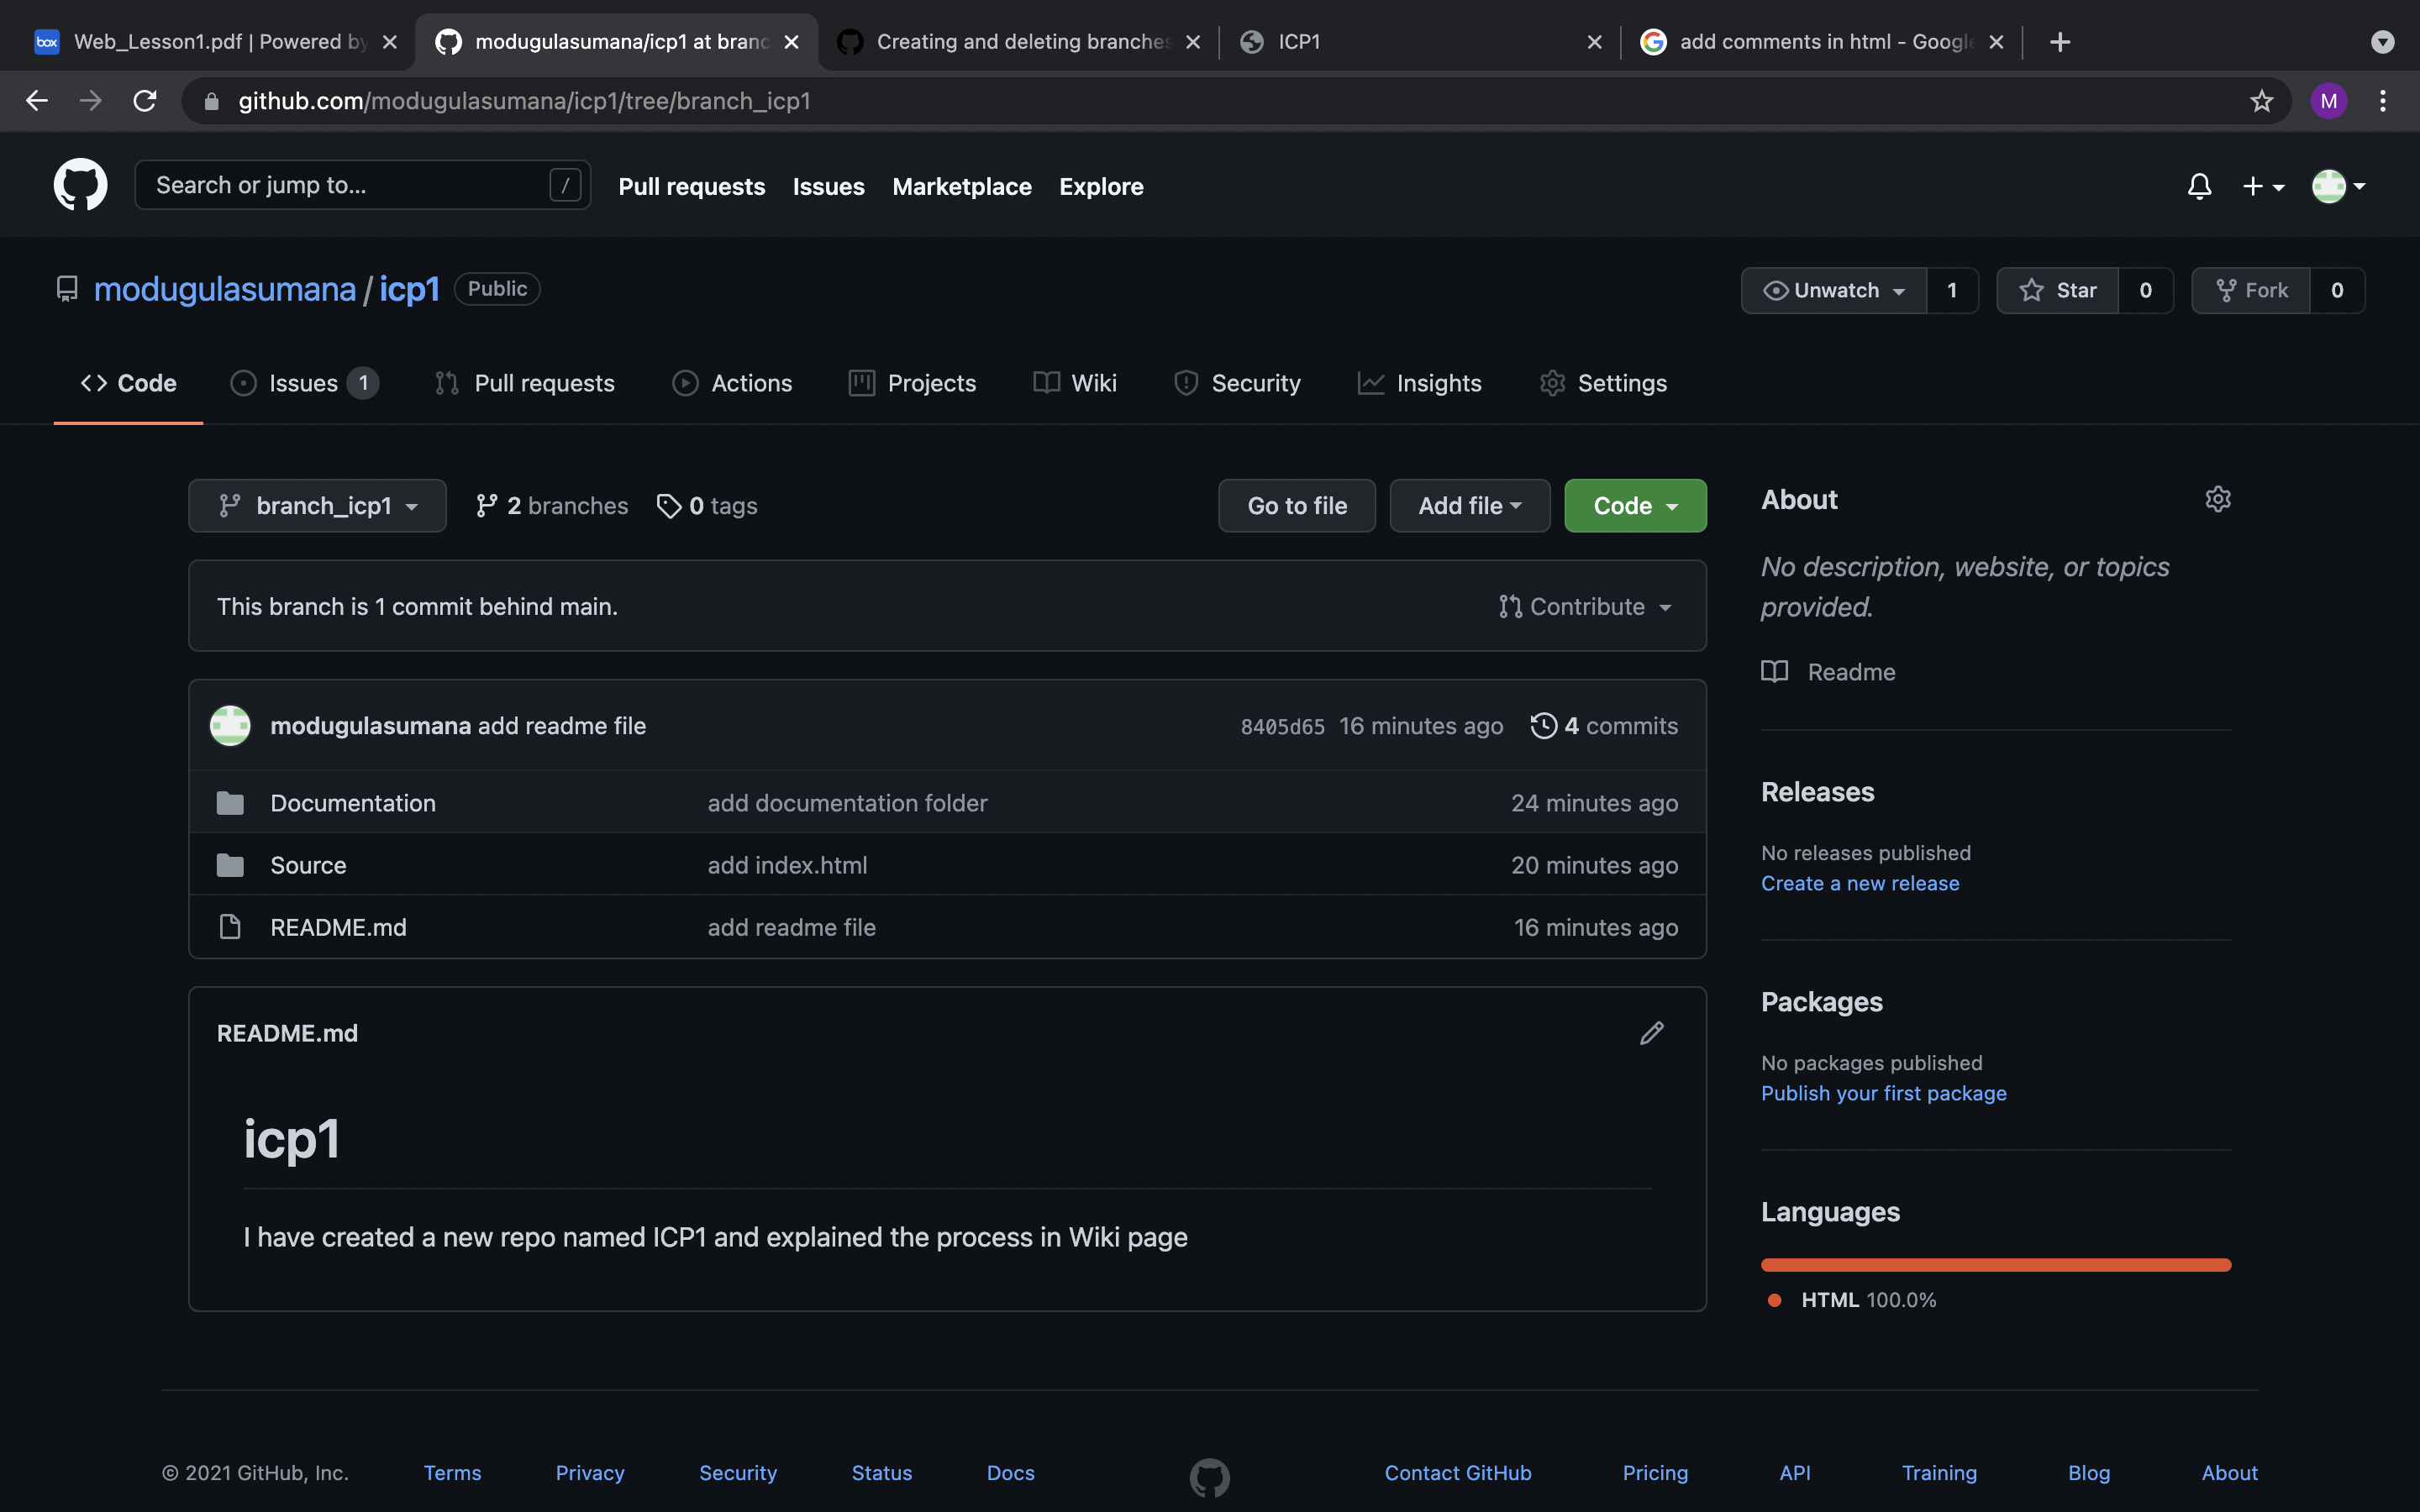 box Web_Lesson1.pdf | Powered by
modugulasumana/icp1 at branc
Creating and deleting branches
ICP1
add comments in html - Google
github.com/modugulasumana/icp1/tree/branch_icp1
M
Search or jump to... /
Pull requests Issues Marketplace Explore
modugulasumana / icp1 Public
Unwatch 1 Star 0 Fork 0
Code Issues 1 Pull requests Actions Projects Wiki Security Insights Settings
branch_icp1 2 branches 0 tags Go to file Add file Code
This branch is 1 commit behind main. Contribute
modugulasumana add readme file 8405d65 16 minutes ago 4 commits
Documentation add documentation folder 24 minutes ago
Source add index.html 20 minutes ago
README.md add readme file 16 minutes ago
README.md
icp1
I have created a new repo named ICP1 and explained the process in Wiki page
About
No description, website, or topics
provided.
Readme
Releases
No releases published
Create a new release
Packages
No packages published
Publish your first package
Languages
HTML 100.0%
© 2021 GitHub, Inc. Terms Privacy Security Status Docs Contact GitHub Pricing API Training Blog About